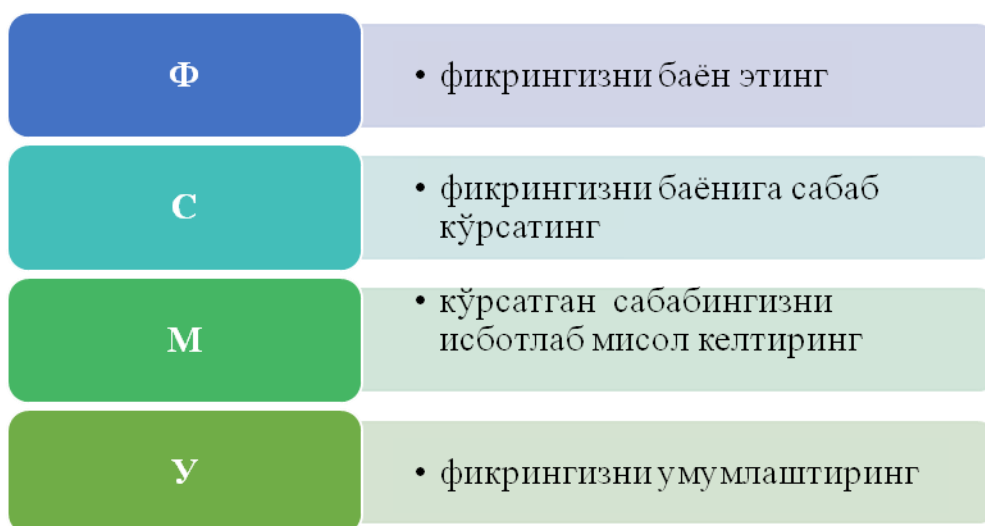 Ф
• фикрингизни баён этинг
С
• фикрингизни баёнига сабаб
кўрсатинг
М
• кўрсатган сабабингизни
исботлаб мисол келтиринг
У
• фикрингизни умумлаштиринг